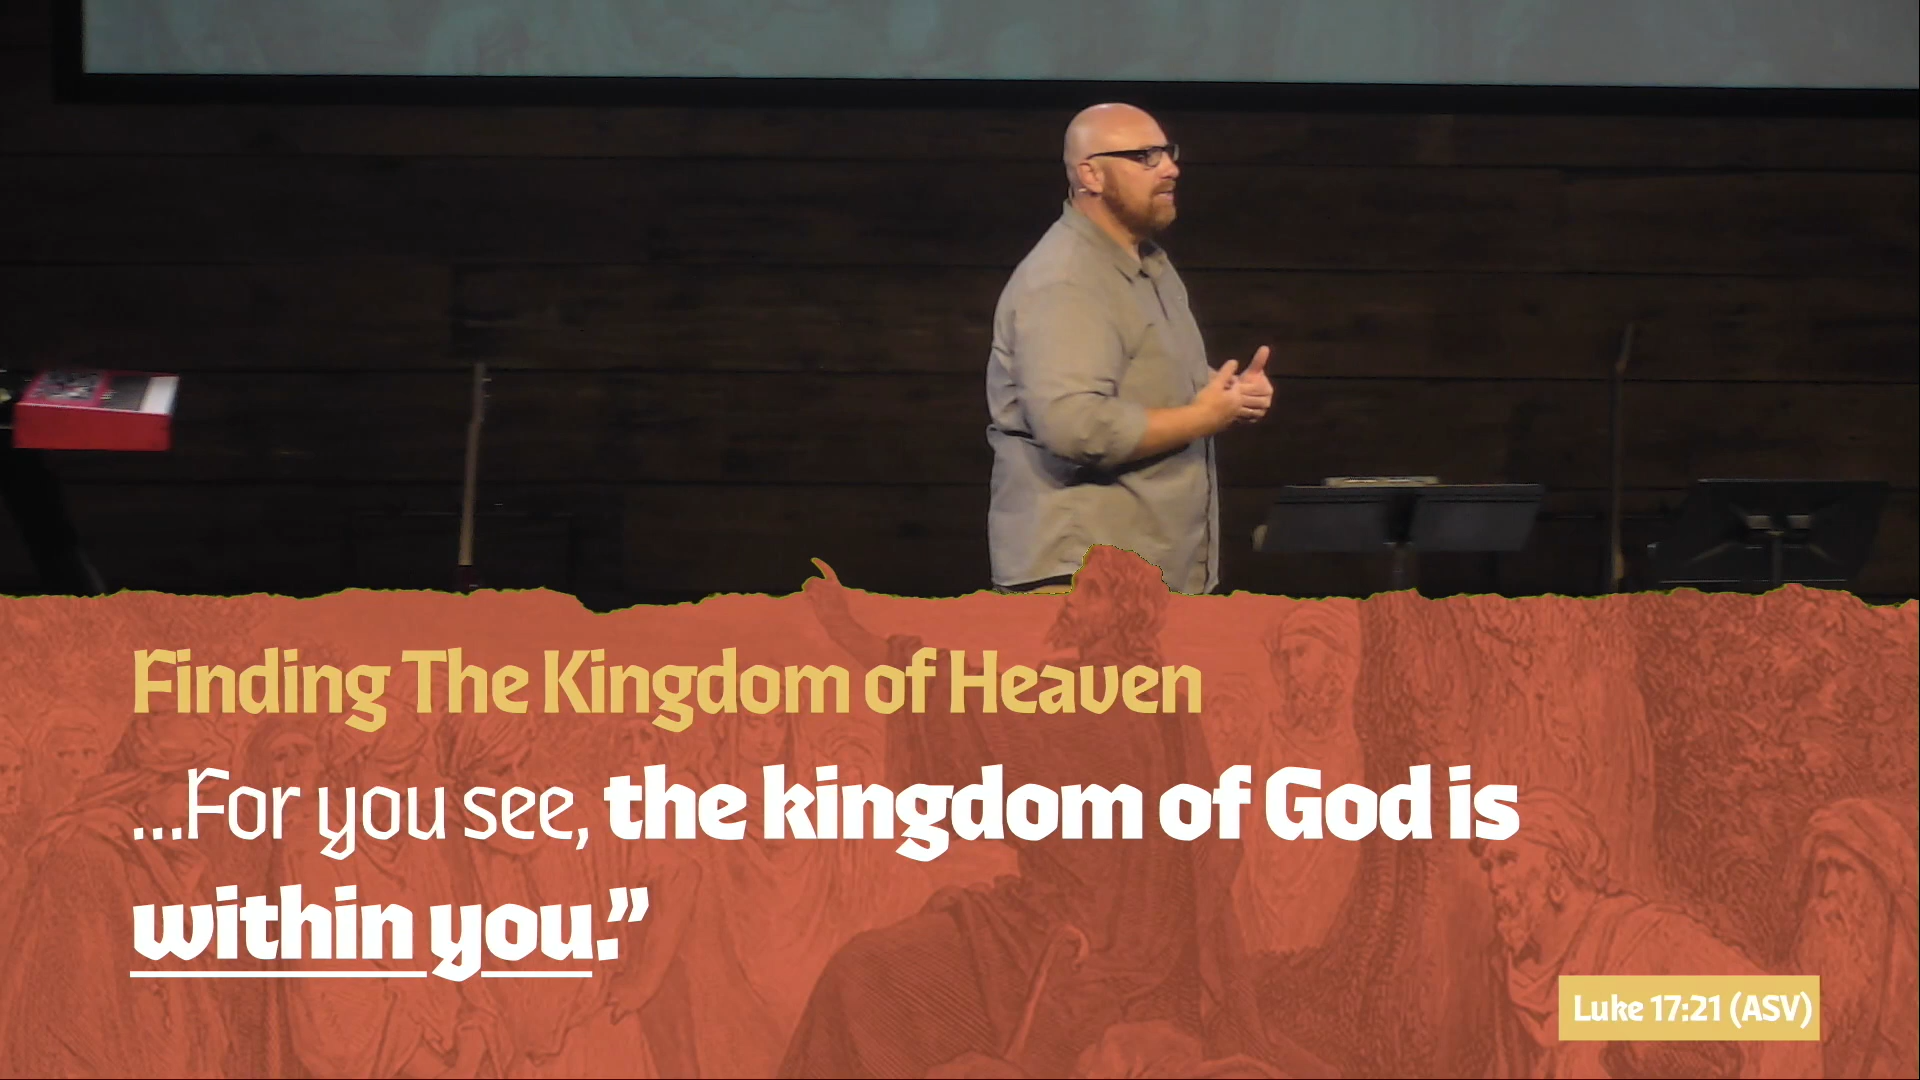 Finding The Kingdom of Heaven
...For you see, the kingdom of God is
within you.”
Luke 17:21 (ASV)